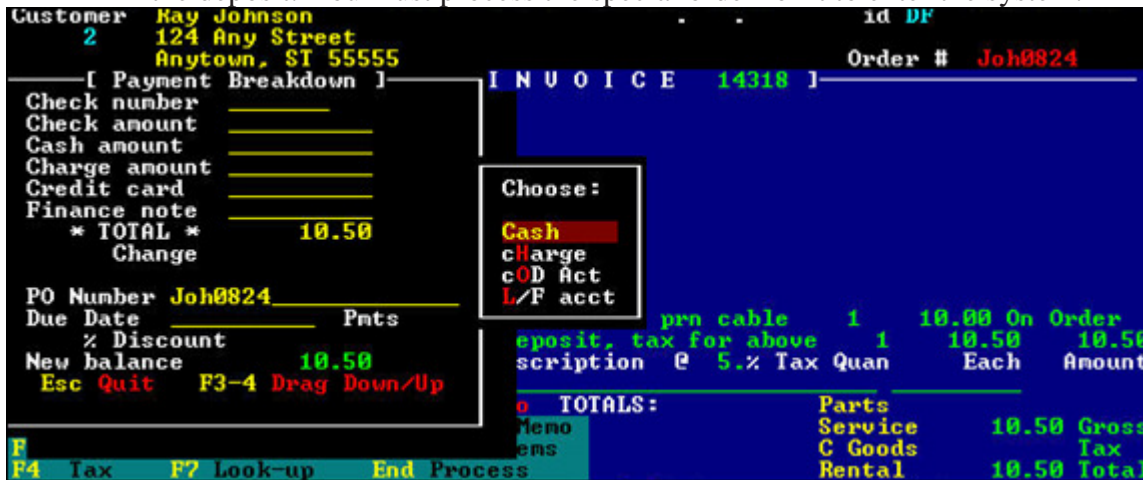 Customer Ray Johnson . . id DF
2 124 Any Street
Anytown, ST 55555 Order # Joh0824
[ Payment Breakdown ] I N V O I C E 14318 ]
Check number
Check amount
Cash amount
Charge amount
Credit card
Choose:
Finance note
* TOTAL * 10.50
Cash
Change
cHarge
cOD Act
PO Number Joh0824
L/F acct
Due Date Pmts
prn cable 1 10.00 On Order
% Discount
eposit, tax for above 1 10.50 10.50
New balance 10.50
scription @ 5.% Tax Quan Each Amount
Esc Quit F3-4 Drag Down/Up
o TOTALS: Parts
Memo Service 10.50 Gross
F ems C Goods Tax
F4 Tax F7 Look-up End Process Rental 10.50 Total